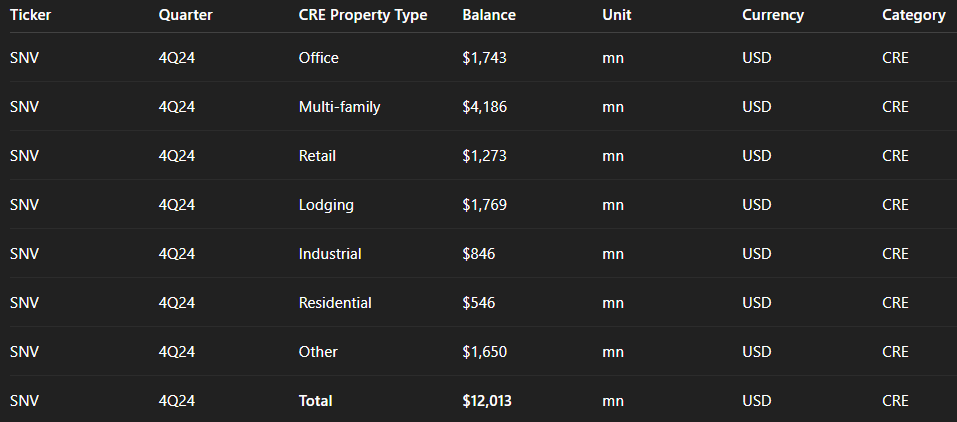 Ticker Quarter CRE Property Type Balance Unit Currency Category
SNV 4Q24 Office $1,743 mn USD CRE
SNV 4Q24 Multi-family $4,186 mn USD CRE
SNV 4Q24 Retail $1,273 mn USD CRE
SNV 4Q24 Lodging $1,769 mn USD CRE
SNV 4Q24 Industrial $846 mn USD CRE
SNV 4Q24 Residential $546 mn USD CRE
SNV 4Q24 Other $1,650 mn USD CRE
SNV 4Q24 Total $12,013 mn USD CRE